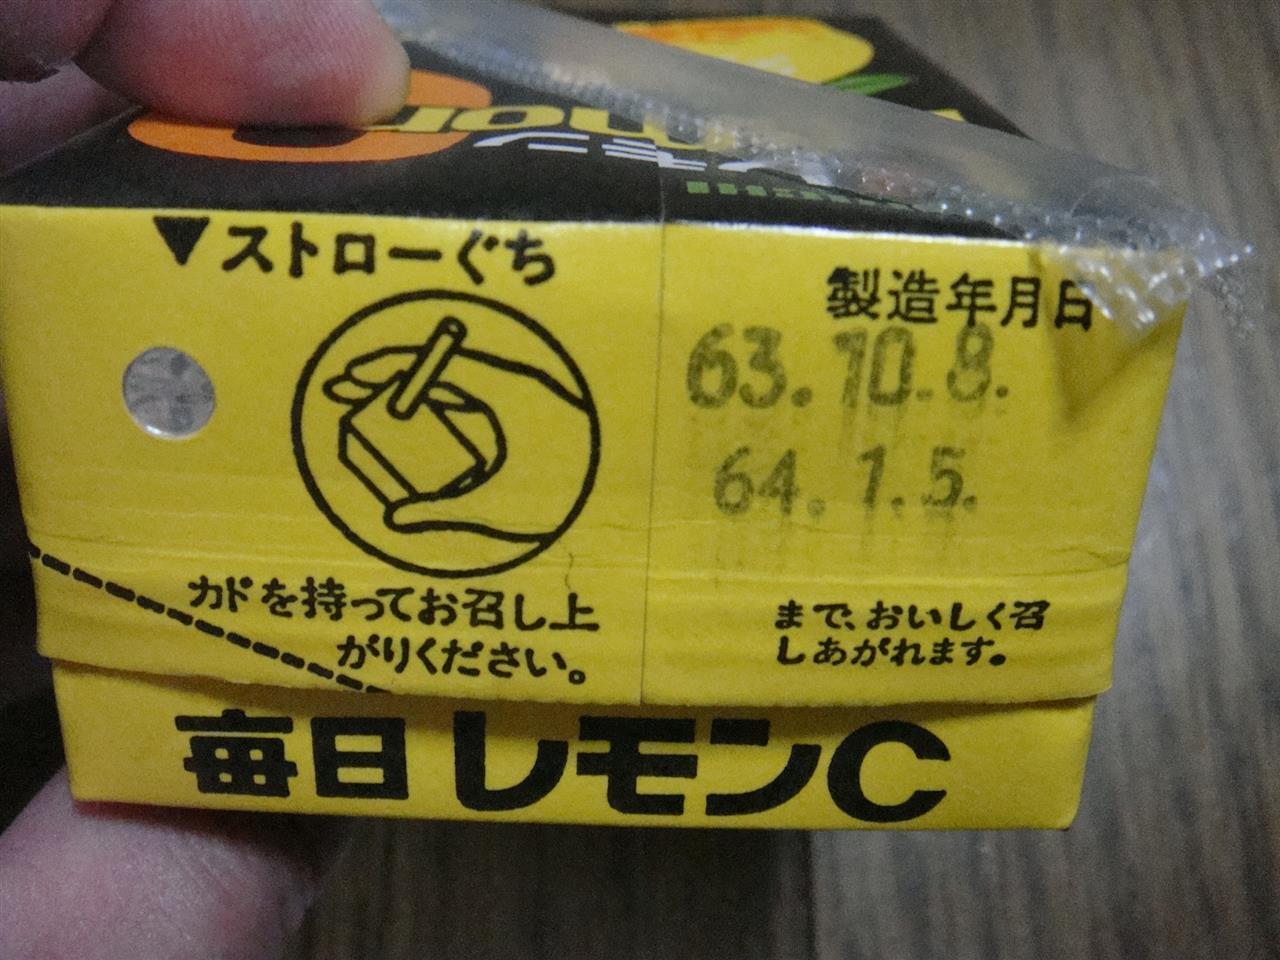 ▼ストローぐち
製造年月日
63.10.8.
64.1.5.
カドを持ってお召し上
がりください。
まで、おいしく召
しあがれます。
毎日レモンC